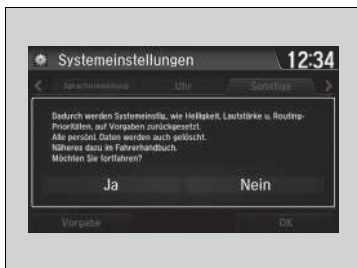 Systemeinstellungen
12:34
Spracherkennung Uhr Sonstige
Dadurch werden Systemeinstlg. wie Helligkeit, Lautstärke u. Routing-
Prioritäten, auf Vorgaben zurückgesetzt.
Alle persönl. Daten werden auch gelöscht.
Näheres dazu im Fahrerhandbuch.
Möchten Sie fortfahren?
Ja Nein
Vorgabe OK